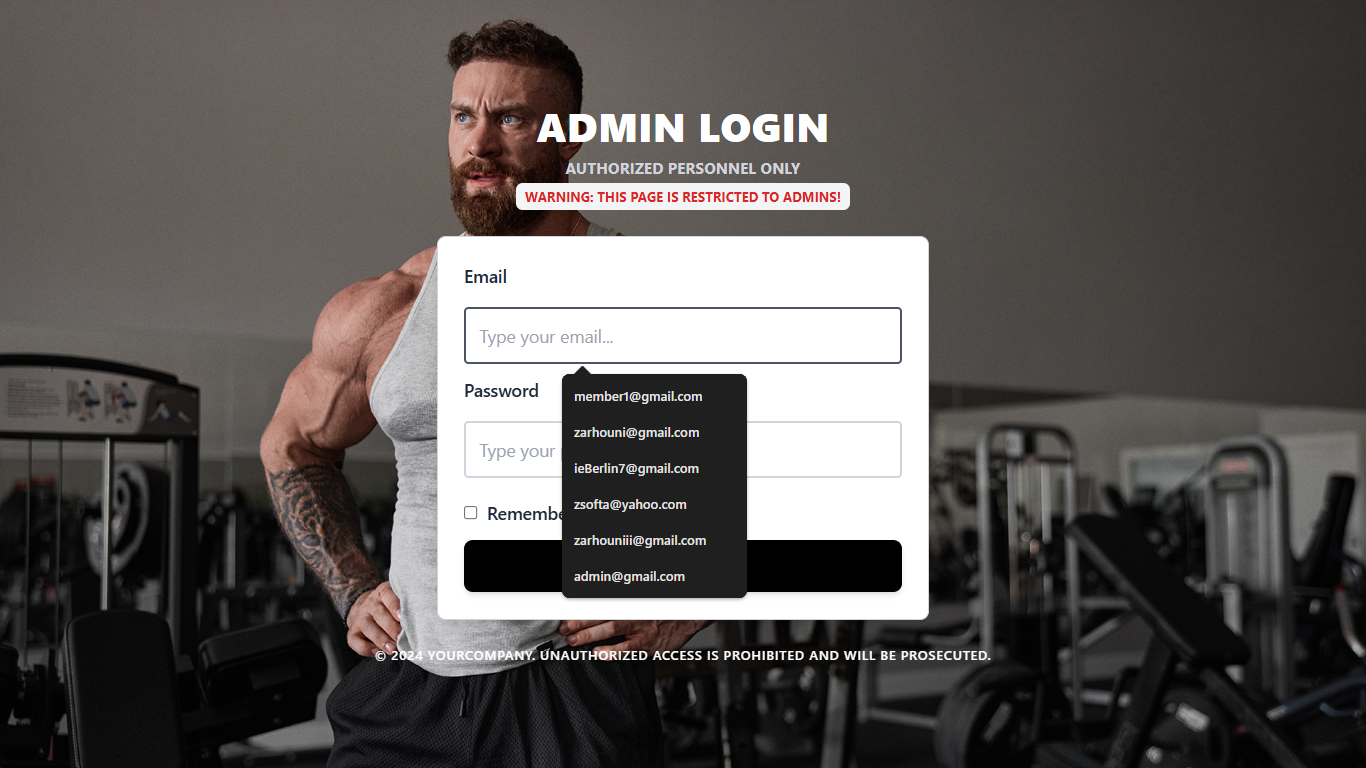 ADMIN LOGIN
AUTHORIZED PERSONNEL ONLY
WARNING: THIS PAGE IS RESTRICTED TO ADMINS!
Email
Type your email...
Password
Type your
Remembe
member1@gmail.com
zarhouni@gmail.com
ieBerlin7@gmail.com
zsofta@yahoo.com
zarhouniii@gmail.com
admin@gmail.com
© 2024 YOURCOMPANY. UNAUTHORIZED ACCESS IS PROHIBITED AND WILL BE PROSECUTED.